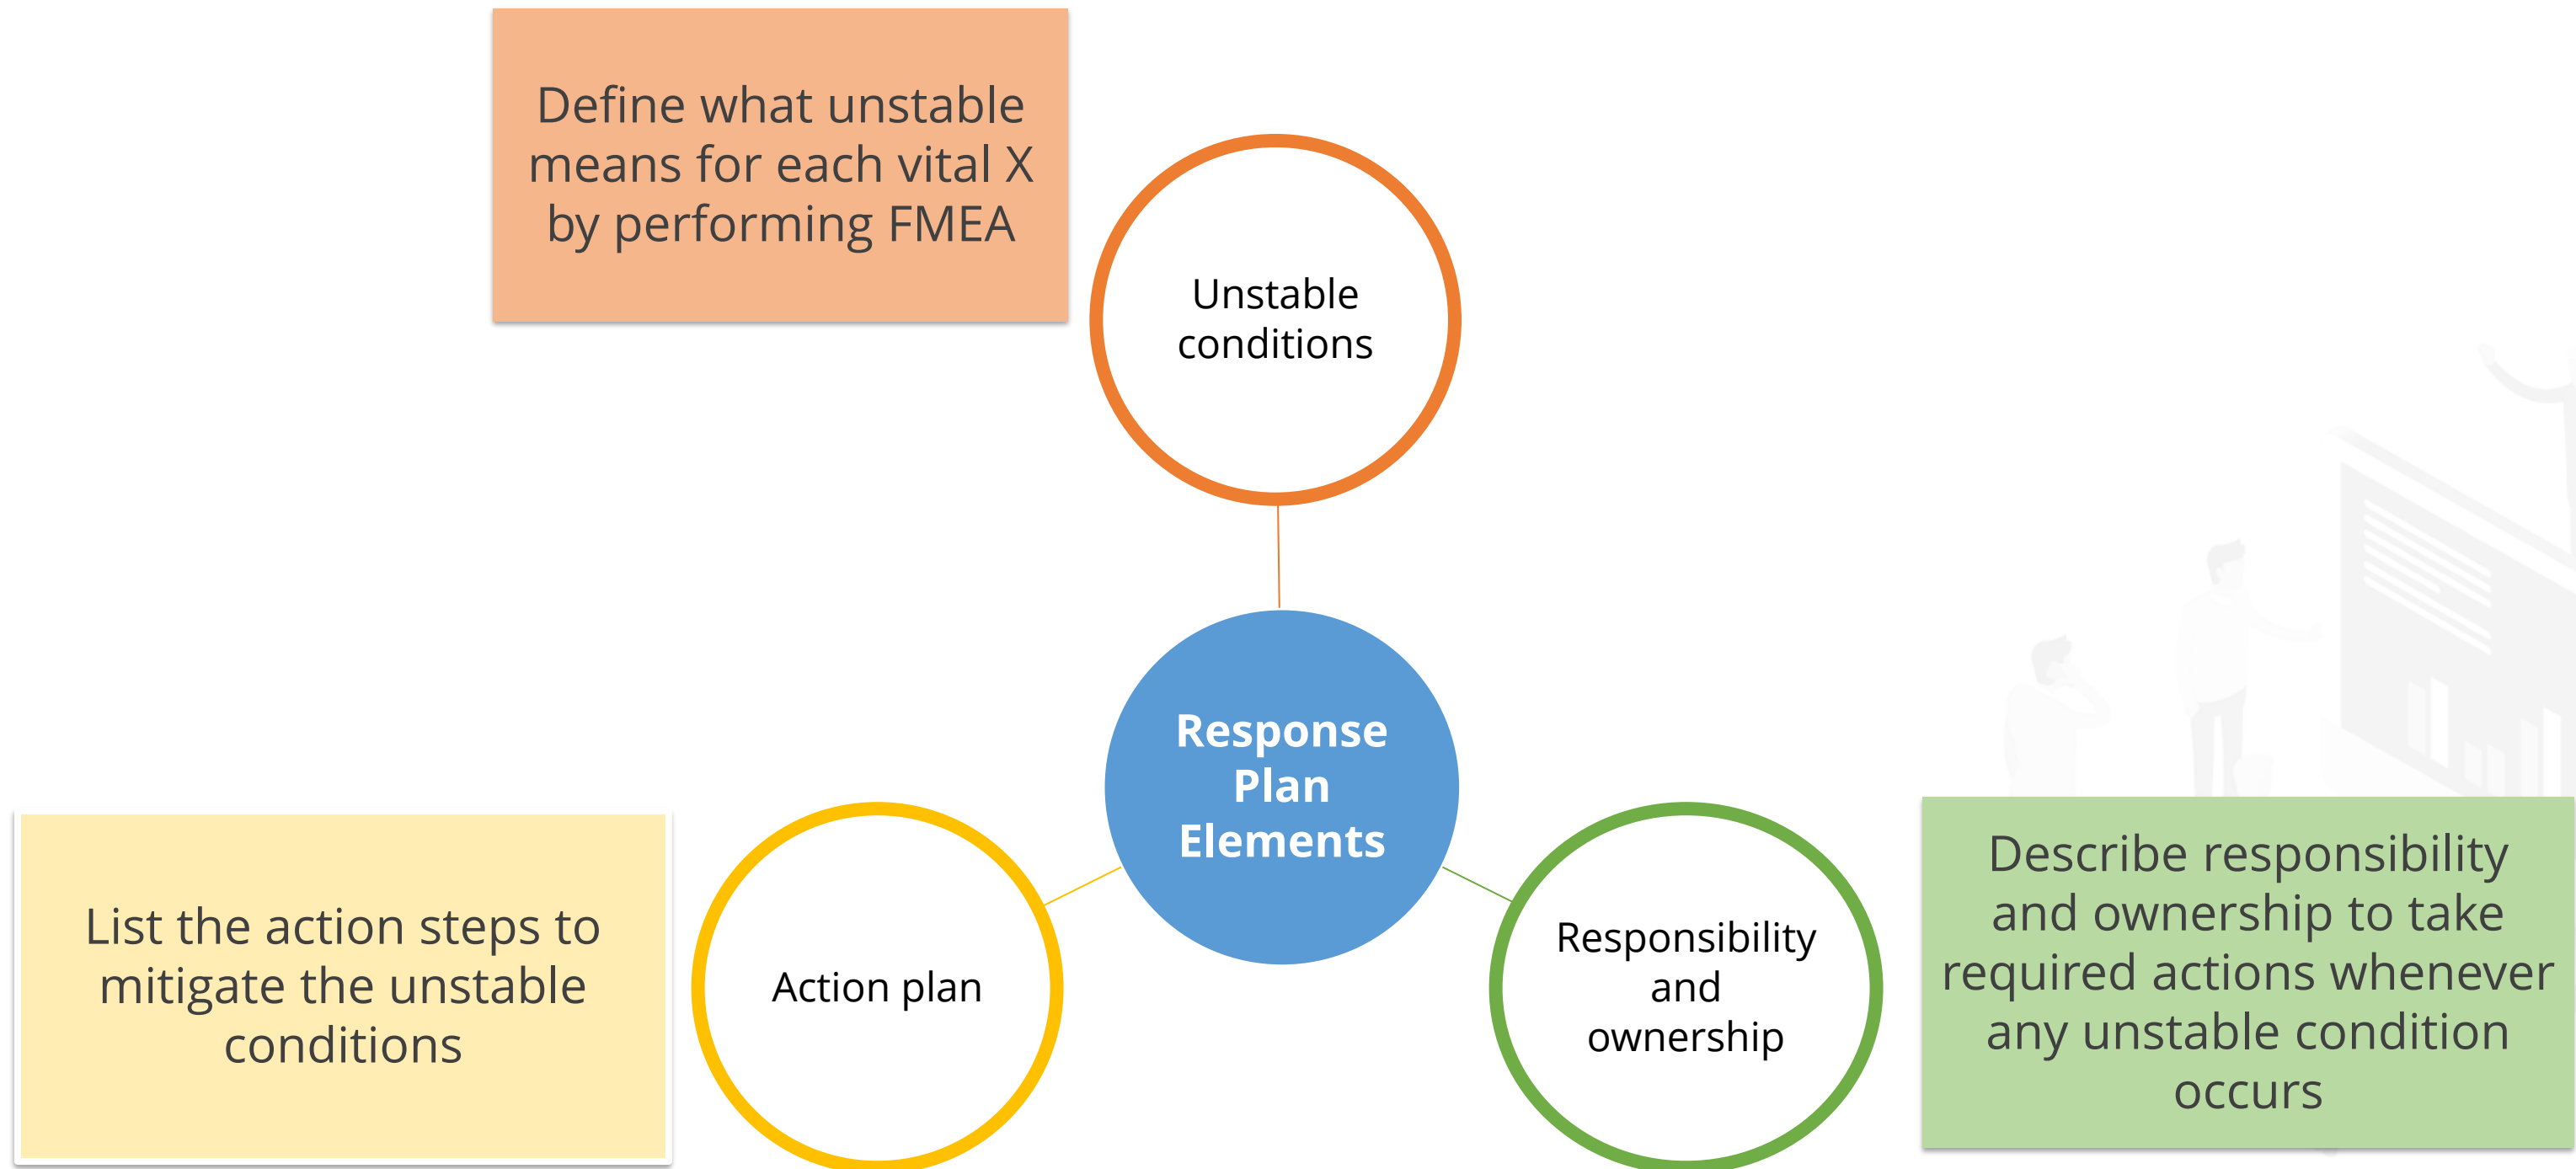 Define what unstable
means for each vital X
by performing FMEA
Unstable
conditions
Response
Plan
Elements
List the action steps to
mitigate the unstable
conditions
Action plan
Responsibility
and
ownership
Describe responsibility
and ownership to take
required actions whenever
any unstable condition
occurs